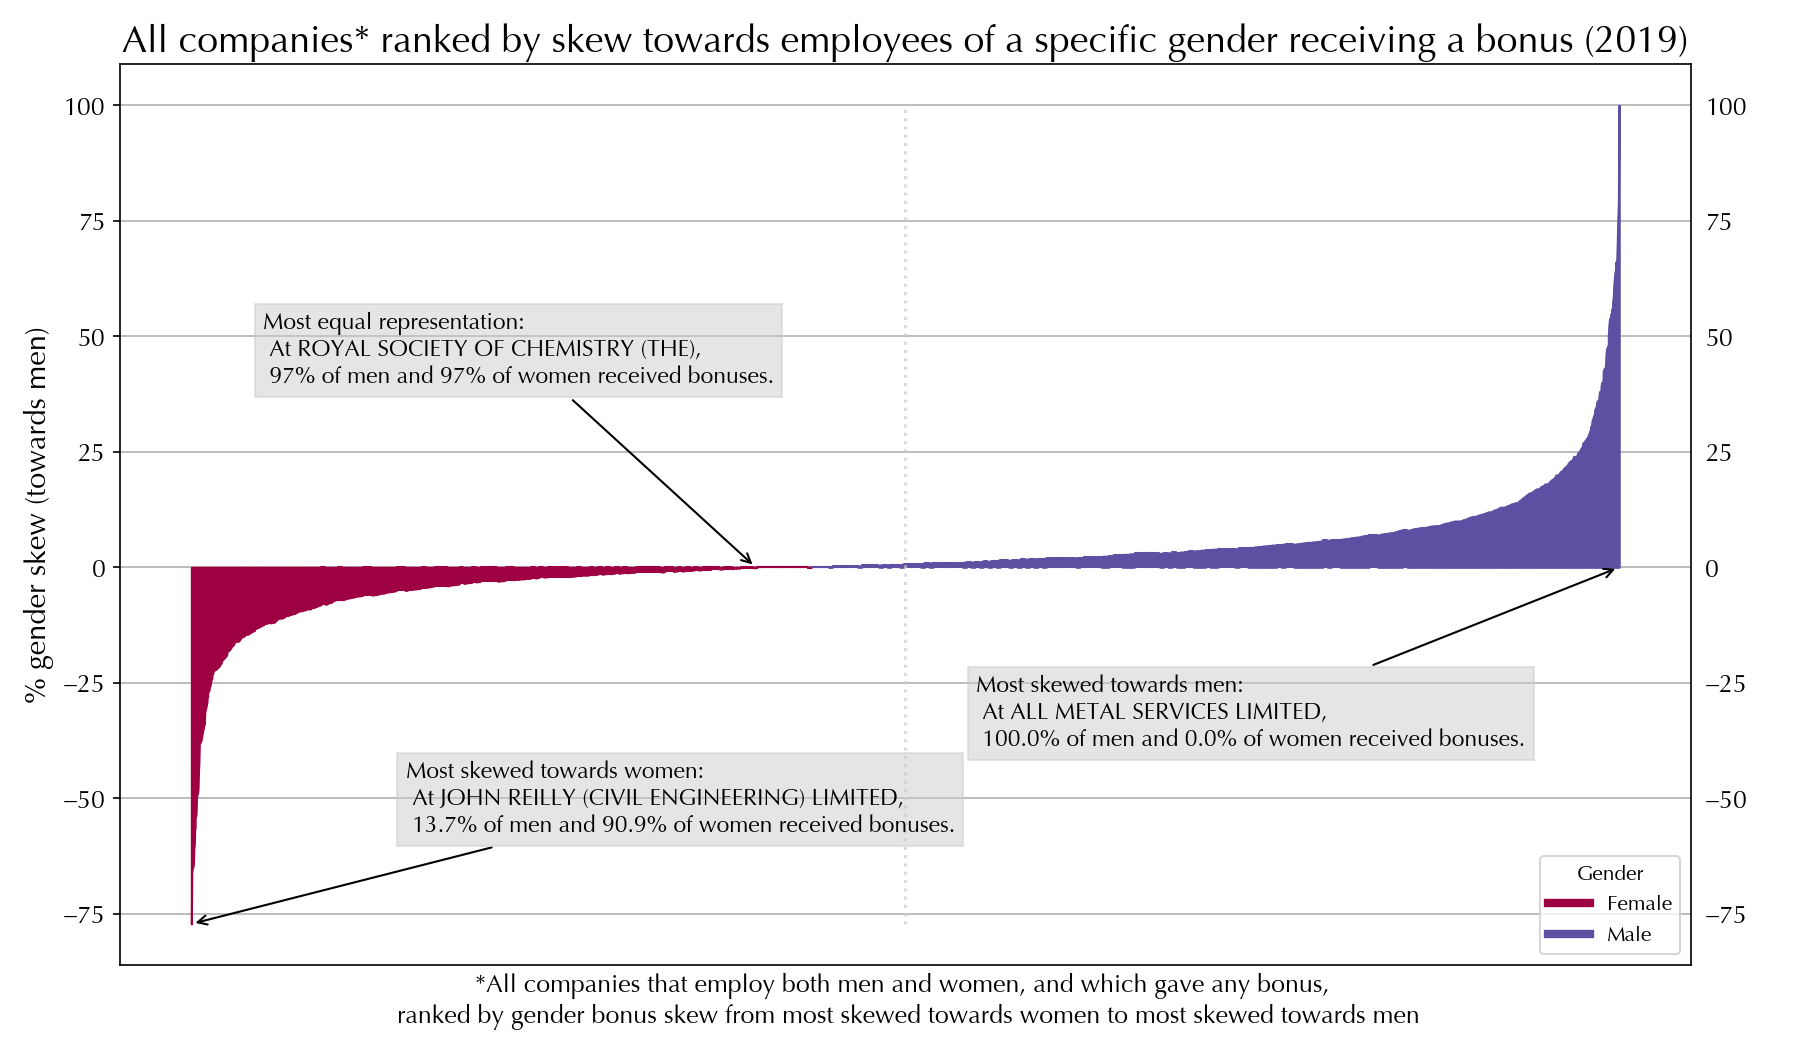 All companies* ranked by skew towards employees of a specific gender receiving a bonus (2019)
% gender skew (towards men)
100
75
50
25
0
−25
−50
−75
100
75
50
25
0
−25
−50
−75
Most equal representation:
At ROYAL SOCIETY OF CHEMISTRY (THE),
97% of men and 97% of women received bonuses.
Most skewed towards men:
At ALL METAL SERVICES LIMITED,
100.0% of men and 0.0% of women received bonuses.
Most skewed towards women:
At JOHN REILLY (CIVIL ENGINEERING) LIMITED,
13.7% of men and 90.9% of women received bonuses.
Gender
Female
Male
*All companies that employ both men and women, and which gave any bonus,
ranked by gender bonus skew from most skewed towards women to most skewed towards men